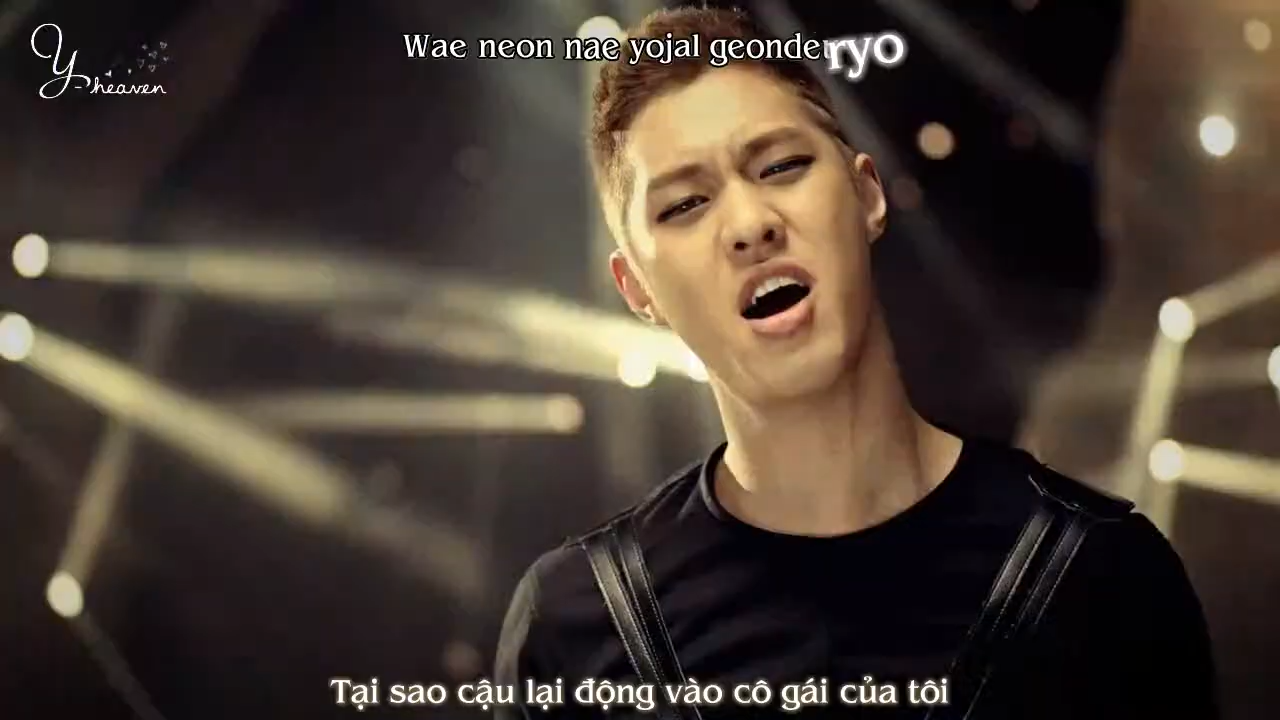 Wae neon nae yojal geonderyo
Y-heaven
Tại sao cậu lại động vào cô gái của tôi